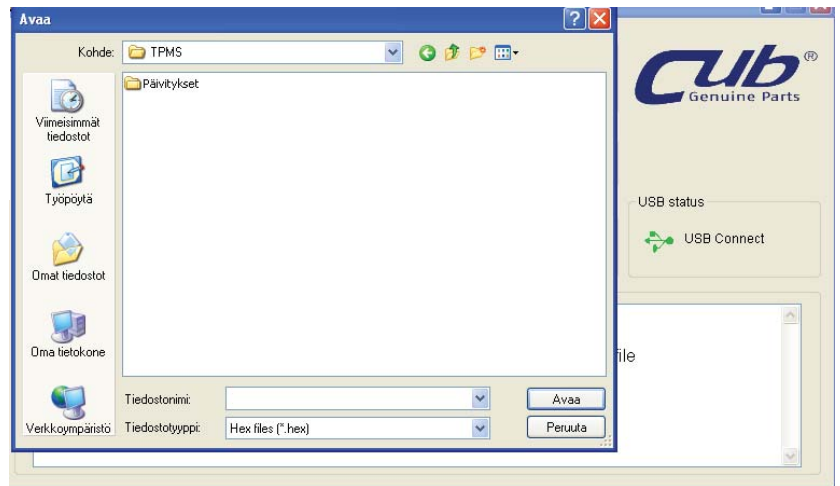 Avaa
Kohde: TPMS
Päivitykset
Viimeisimmät
tiedostot
Työpöytä
Omat tiedostot
Oma tietokone
Verkkoympäristö
Tiedostonimi:
Avaa
Tiedostotyyppi: Hex files (*.hex)
Peruuta
cub®
Genuine Parts
USB status
USB Connect
file